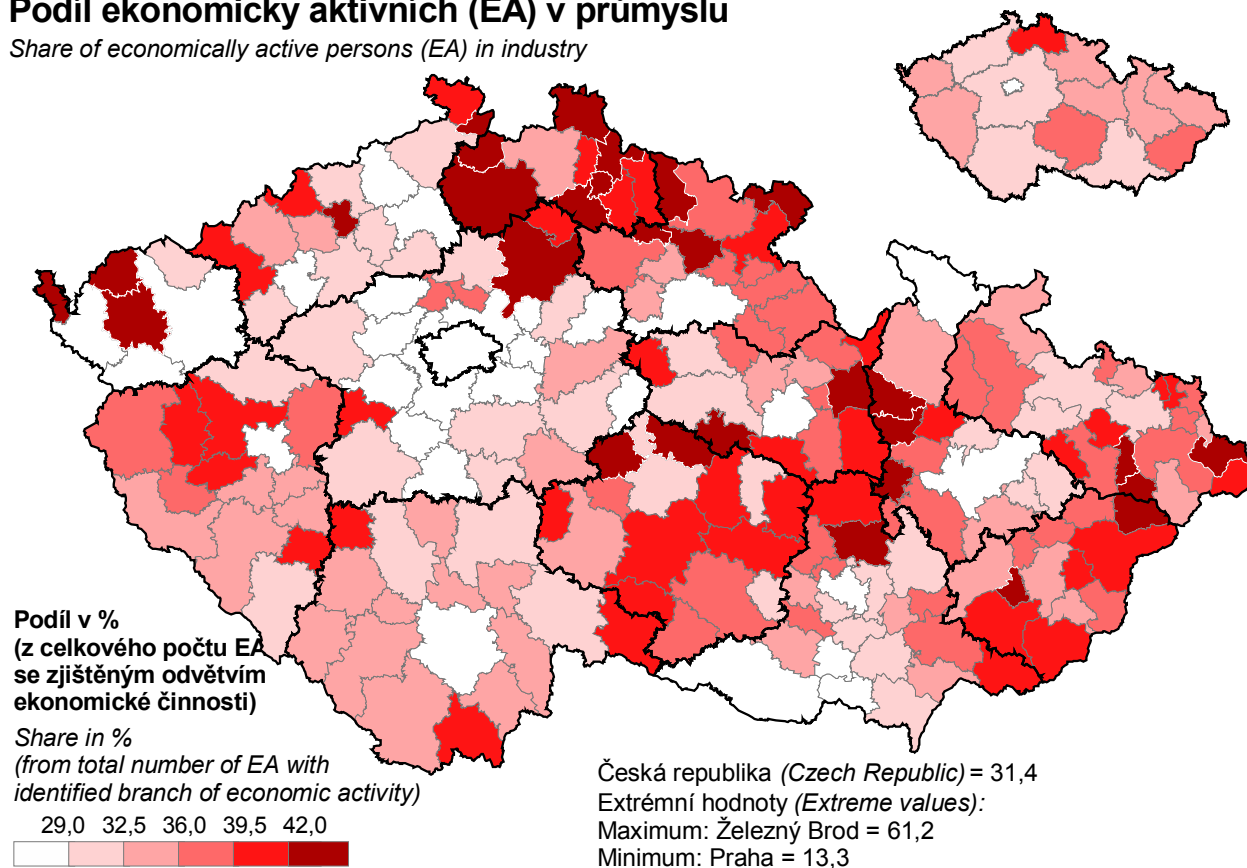 Podíl ekonomicky aktivních (EA) v průmyslu
Share of economically active persons (EA) in industry
Podíl v %
(z celkového počtu EA
se zjištěným odvětvím
ekonomické činnosti)
Share in %
(from total number of EA with
identified branch of economic activity)
29,0 32,5 36,0 39,5 42,0
Česká republika (Czech Republic) = 31,4
Extrémní hodnoty (Extreme values):
Maximum: Železný Brod = 61,2
Minimum: Praha = 13,3